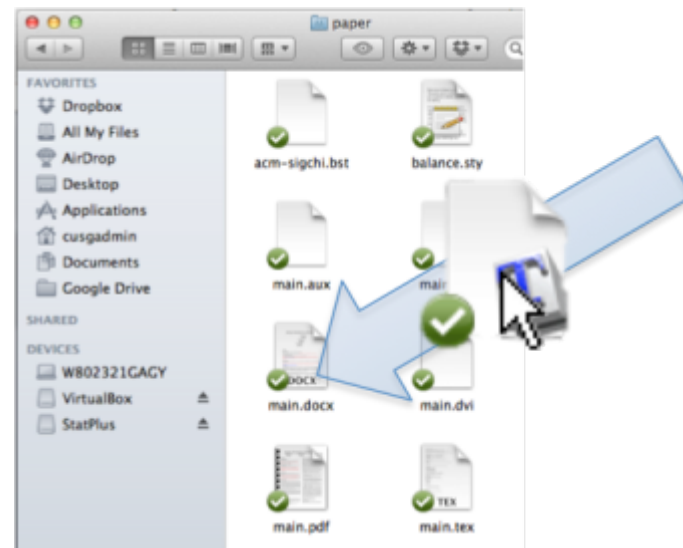 paper
FAVORITES
Dropbox
All My Files
AirDrop
Desktop
Applications
cusgadmin
Documents
Google Drive
SHARED
DEVICES
W802321GAGY
VirtualBox
StatPlus
acm-sigchi.bst
balance.sty
main.aux
main
DOCX
main.docx
main.dvi
TEX
main.pdf
main.tex